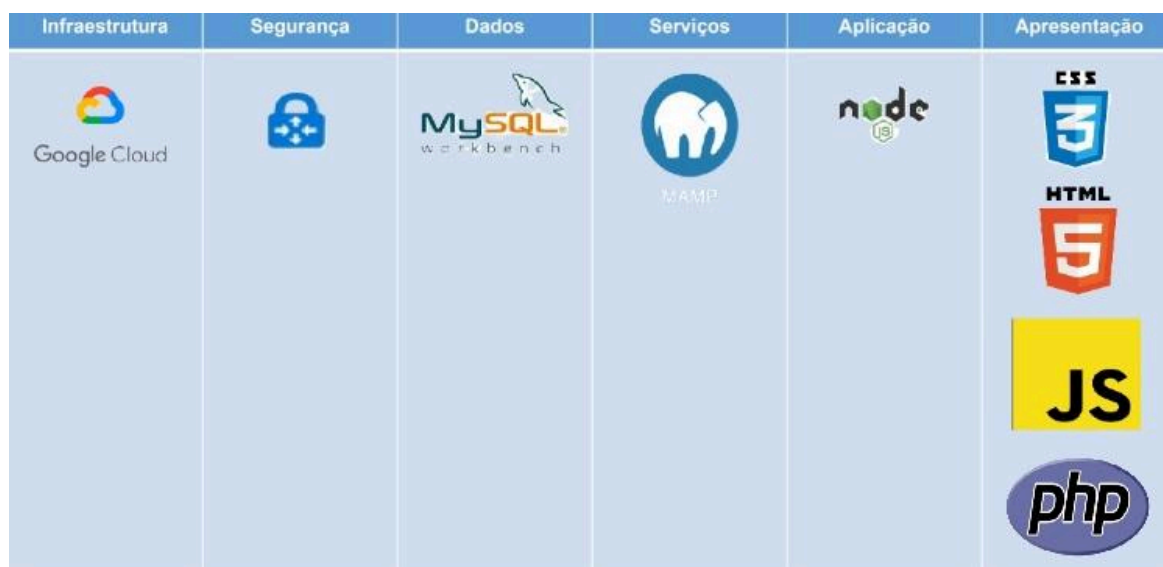 Infraestrutura
Segurança
Dados
Serviços
Aplicação
Apresentação
Google Cloud
MySQL®
workbench
MAMP
node
JS
CSS
3
HTML
5
JS
php